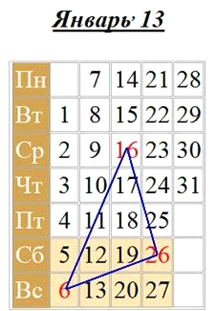 Январь 13
Пн 7 14 21 28
Вт 1 8 15 22 29
Ср 2 9 16 23 30
Чт 3 10 17 24 31
Пт 4 11 18 25
Сб 5 12 19 26
Вс 6 13 20 27